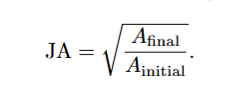 JA = √(A_final / A_initial).